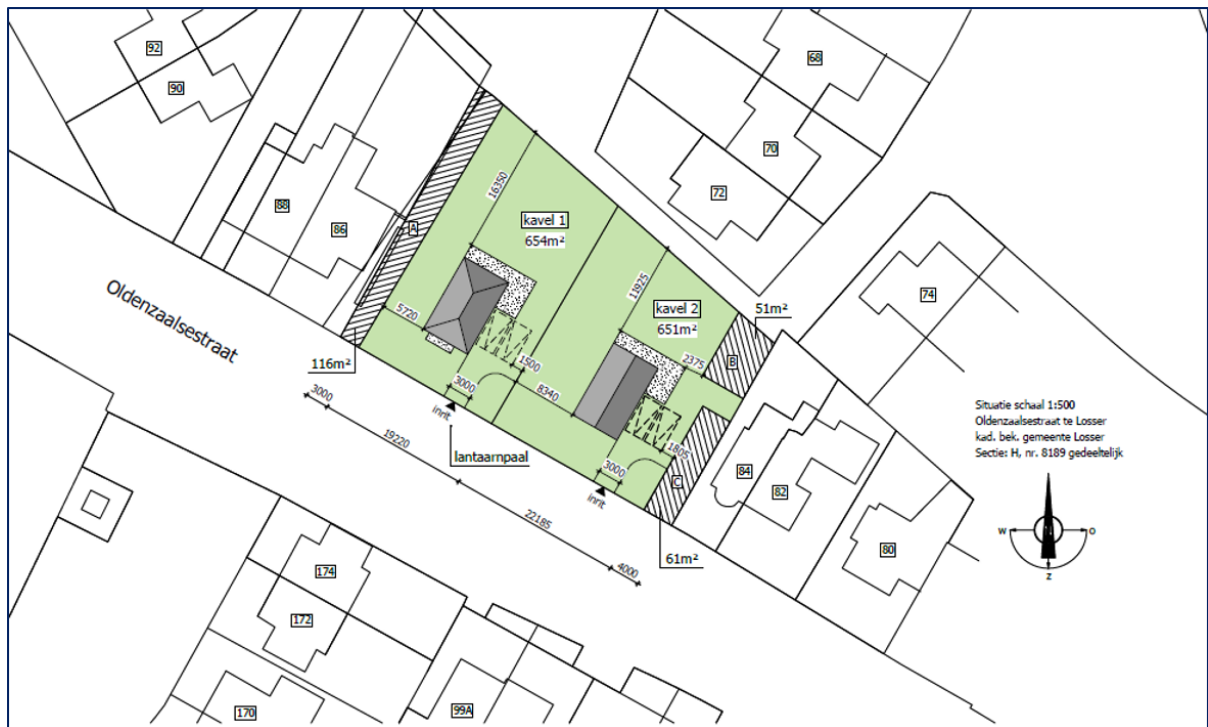 92
90
68
70
72
88
86
A
16350
kavel 1
654m²
11925
kavel 2
651m²
51m²
74
Oldenzaalsestraat
5720
116m²
1500
3000
8340
2375
B
inrit
lantaarnpaal
3000
19220
22185
4000
3000
inrit
1805
C
61m²
84
82
80
Situatie schaal 1:500
Oldenzaalsestraat te Losser
kad. bek. gemeente Losser
Sectie: H, nr. 8189 gedeeltelijk
W
O
Z
174
172
170
99A